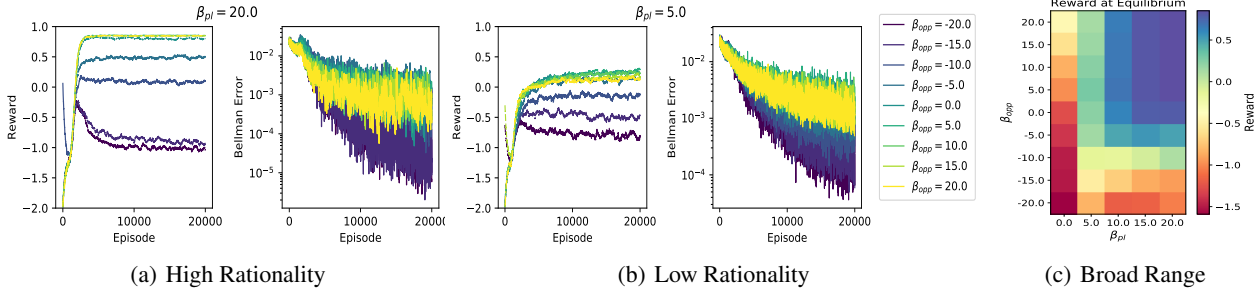 β_pl = 20.0
1.0
0.5
0.0
−0.5
−1.0
−1.5
−2.0
Reward
0
20000
Episode
10⁻²
10⁻³
10⁻⁴
10⁻⁵
Bellman Error
0
20000
Episode
(a) High Rationality
β_pl = 5.0
1.0
0.5
0.0
−0.5
−1.0
−1.5
−2.0
Reward
0
10000
20000
Episode
10⁻²
10⁻³
10⁻⁴
Bellman Error
0
10000
20000
Episode
(b) Low Rationality
β_opp = -20.0
β_opp = -15.0
β_opp = -10.0
β_opp = -5.0
β_opp = 0.0
β_opp = 5.0
β_opp = 10.0
β_opp = 15.0
β_opp = 20.0
Reward at Equilibrium
20.0
15.0
10.0
5.0
0.0
-5.0
-10.0
-15.0
-20.0
β_opp
0.0 5.0 10.0 15.0 20.0
β_pl
0.5
0.0
−0.5
−1.0
−1.5
Reward
(c) Broad Range